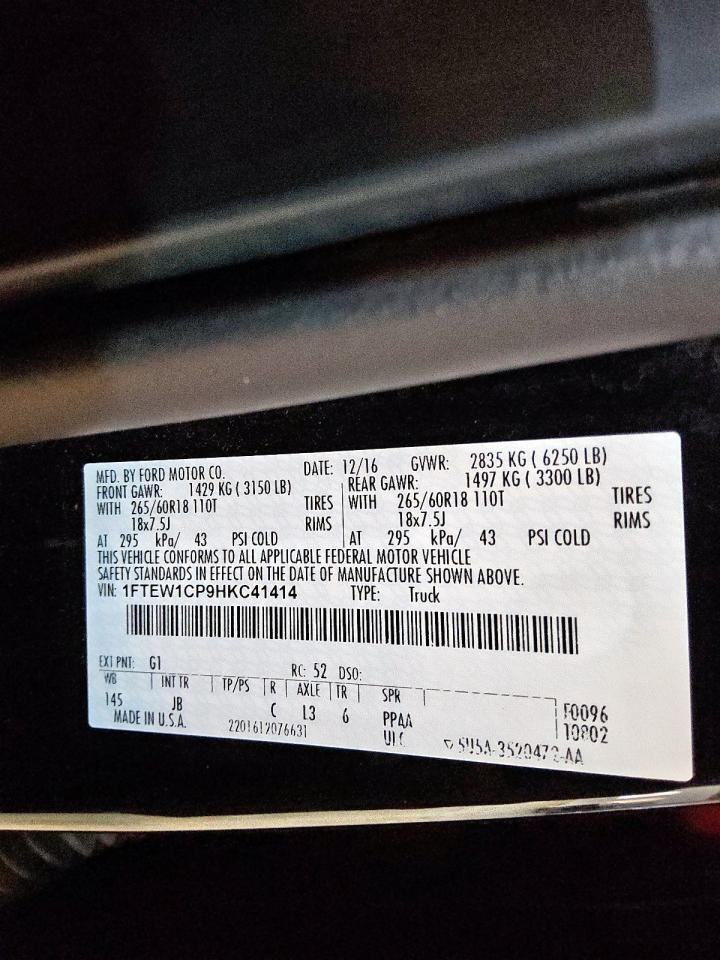 MFD. BY FORD MOTOR CO. DATE: 12/16 GVWR: 2835 KG ( 6250 LB)
FRONT GAWR: 1429 KG ( 3150 LB) REAR GAWR: 1497 KG ( 3300 LB)
WITH 265/60R18 110T TIRES WITH 265/60R18 110T TIRES
18x7.5J RIMS 18x7.5J RIMS
AT 295 kPa/ 43 PSI COLD AT 295 kPa/ 43 PSI COLD
THIS VEHICLE CONFORMS TO ALL APPLICABLE FEDERAL MOTOR VEHICLE
SAFETY STANDARDS IN EFFECT ON THE DATE OF MANUFACTURE SHOWN ABOVE.
VIN: 1FTEW1CP9HKC41414 TYPE: Truck
EXT PNT: G1 RC: 52 DSO:
WB INT TR TP/PS R AXLE TR SPR
145 JB C L3 6 PPAA F0096
MADE IN U.S.A. 2201612076631 10802